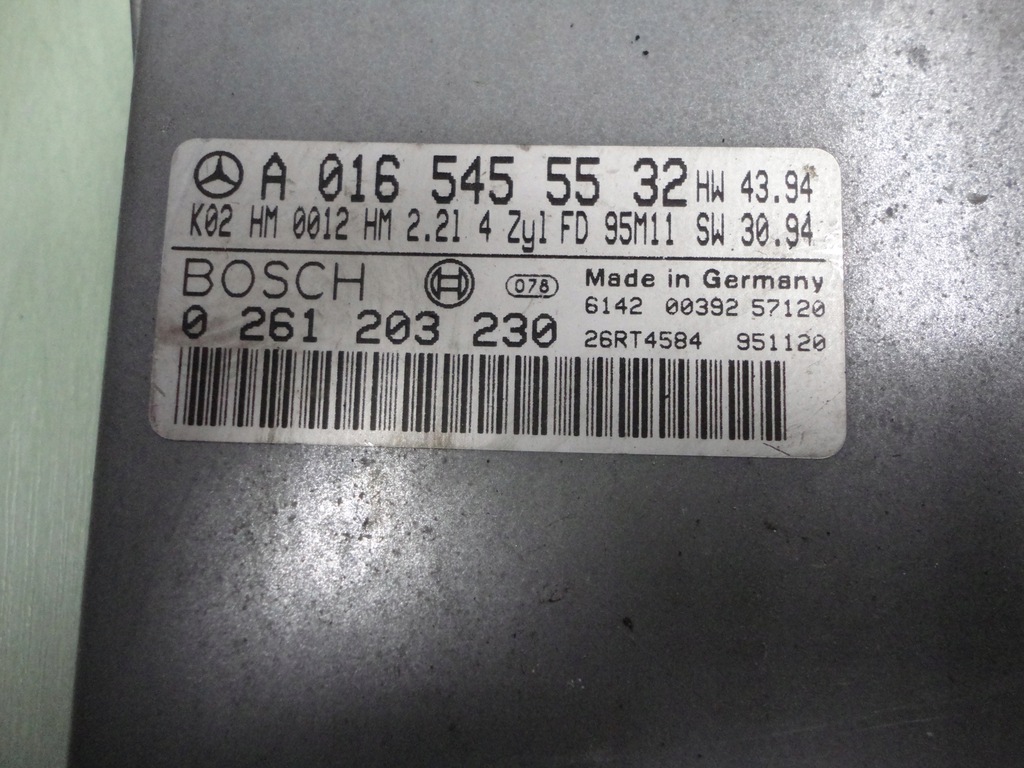 A 016 545 55 32 HW 43.94
K02 HM 0012 HM 2.2l 4 Zyl FD 95M11 SW 30.94
BOSCH 078 Made in Germany
6142 00392 57120
0 261 203 230 26RT4584 951120